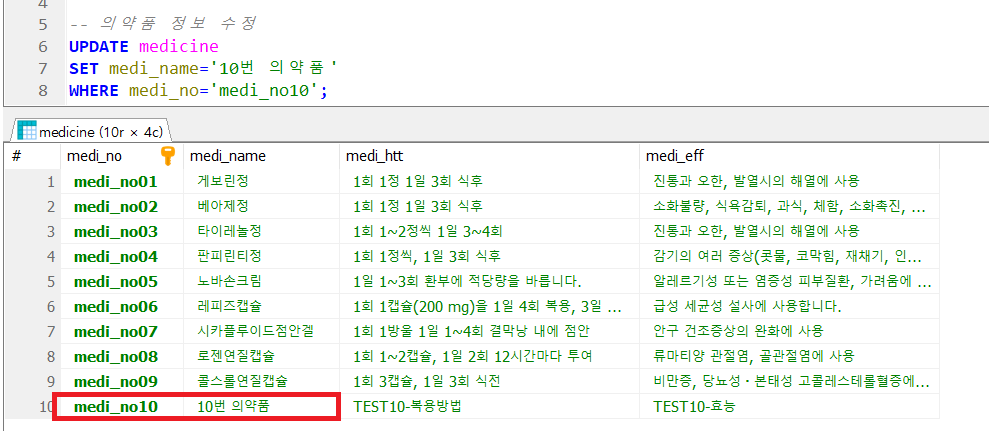 4
5 -- 의약품 정보 수정
6 UPDATE medicine
7 SET medi_name='10번 의약품'
8 WHERE medi_no='medi_no10';
medicine (10r × 4c)
# medi_no medi_name medi_htt medi_eff
1 medi_no01 게보린정 1회 1정 1일 3회 식후 진통과 오한, 발열시의 해열에 사용
2 medi_no02 베아제정 1회 1정 1일 3회 식후 소화불량, 식욕감퇴, 과식, 체함, 소화촉진, ...
3 medi_no03 타이레놀정 1회 1~2정씩 1일 3~4회 진통과 오한, 발열시의 해열에 사용
4 medi_no04 판피린티정 1회 1정씩, 1일 3회 식후 감기의 여러 증상(콧물, 코막힘, 재채기, 인...
5 medi_no05 노바손크림 1일 1~3회 환부에 적당량을 바릅니다. 알레르기성 또는 염증성 피부질환, 가려움에 ...
6 medi_no06 레피즈캡슐 1회 1캡슐(200 mg)을 1일 4회 복용, 3일 ... 급성 세균성 설사에 사용합니다.
7 medi_no07 시카플루이드점안겔 1회 1방울 1일 1~4회 결막낭 내에 점안 안구 건조증상의 완화에 사용
8 medi_no08 로젠연질캡슐 1회 1~2캡슐, 1일 2회 12시간마다 투여 류마티양 관절염, 골관절염에 사용
9 medi_no09 콜스롤연질캡슐 1회 3캡슐, 1일 3회 식전 비만증, 당뇨성·본태성 고콜레스테롤혈증에...
10 medi_no10 10번 의약품 TEST10-복용방법 TEST10-효능